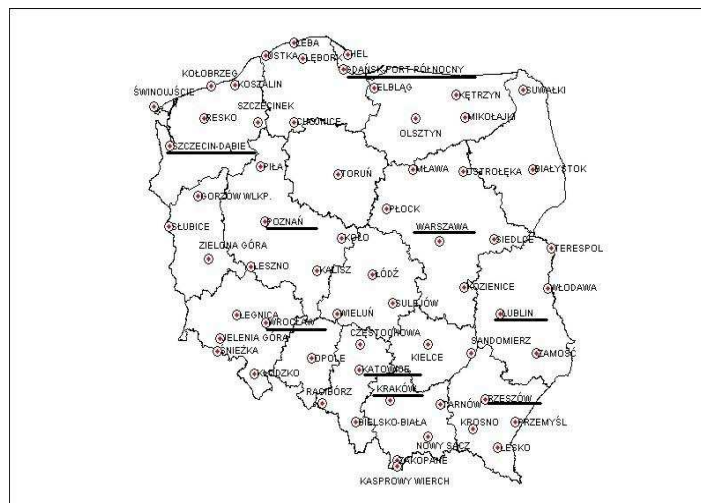 ŁEBA
USTKA
LĘBORK
HEL
GDAŃSK-PORT PÓŁNOCNY
KOŁOBRZEG
KOSZALIN
ELBLĄG
KĘTRZYN
SUWAŁKI
ŚWINOUJŚCIE
RESKO
SZCZECINEK
CHOJNICE
OLSZTYN
MIKOŁAJKI
SZCZECIN-DĄBIE
PIŁA
TORUŃ
MŁAWA
OSTROŁĘKA
BIAŁYSTOK
GORZÓW WLKP.
PŁOCK
SŁUBICE
POZNAŃ
WARSZAWA
KOŁO
SIEDLCE
TERESPOL
ZIELONA GÓRA
LESZNO
KALISZ
ŁÓDŹ
KOZIENICE
WŁODAWA
SULEJÓW
LEGNICA
WROCŁAW
WIELUŃ
LUBLIN
JELENIA GÓRA
CZĘSTOCHOWA
KIELCE
SANDOMIERZ
ŚNIEŻKA
OPOLE
ZAMOŚĆ
KŁODZKO
KATOWICE
RACIBÓRZ
KRAKÓW
TARNÓW
RZESZÓW
BIELSKO-BIAŁA
KROSNO
PRZEMYŚL
NOWY SĄCZ
LESKO
ZAKOPANE
KASPROWY WIERCH